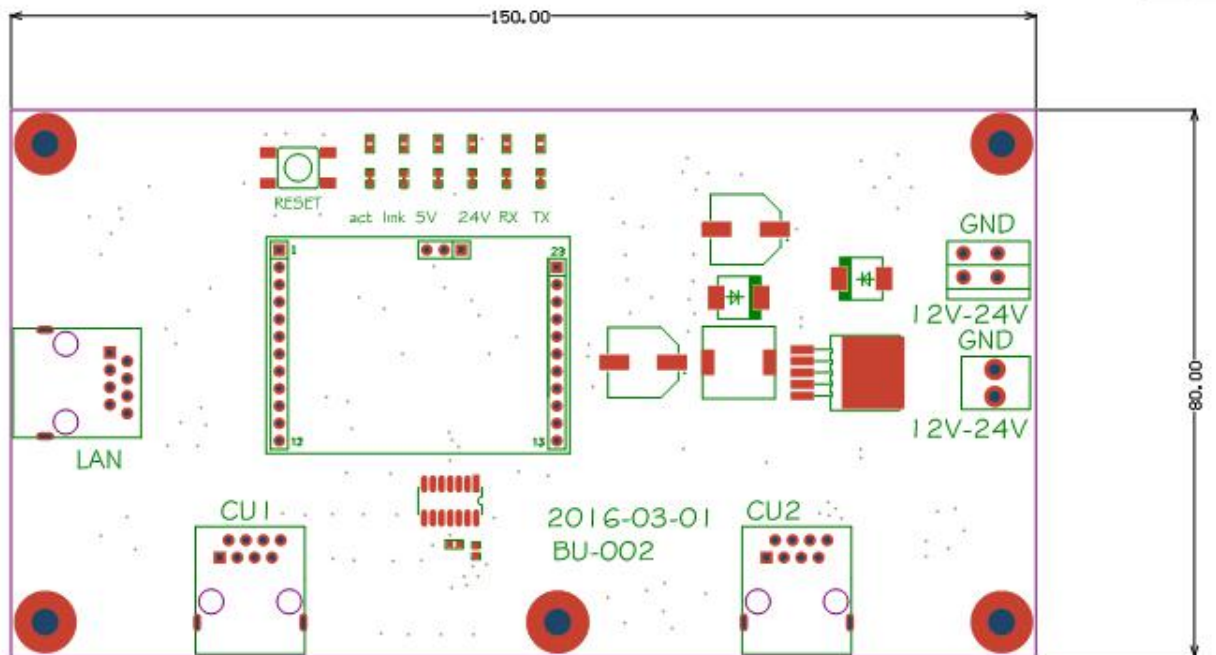 150.00
RESET
act lmk 5V 24V RX TX
1
23
GND
12V-24V
GND
12V-24V
80.00
12
13
LAN
CU1
2016-03-01
BU-002
CU2